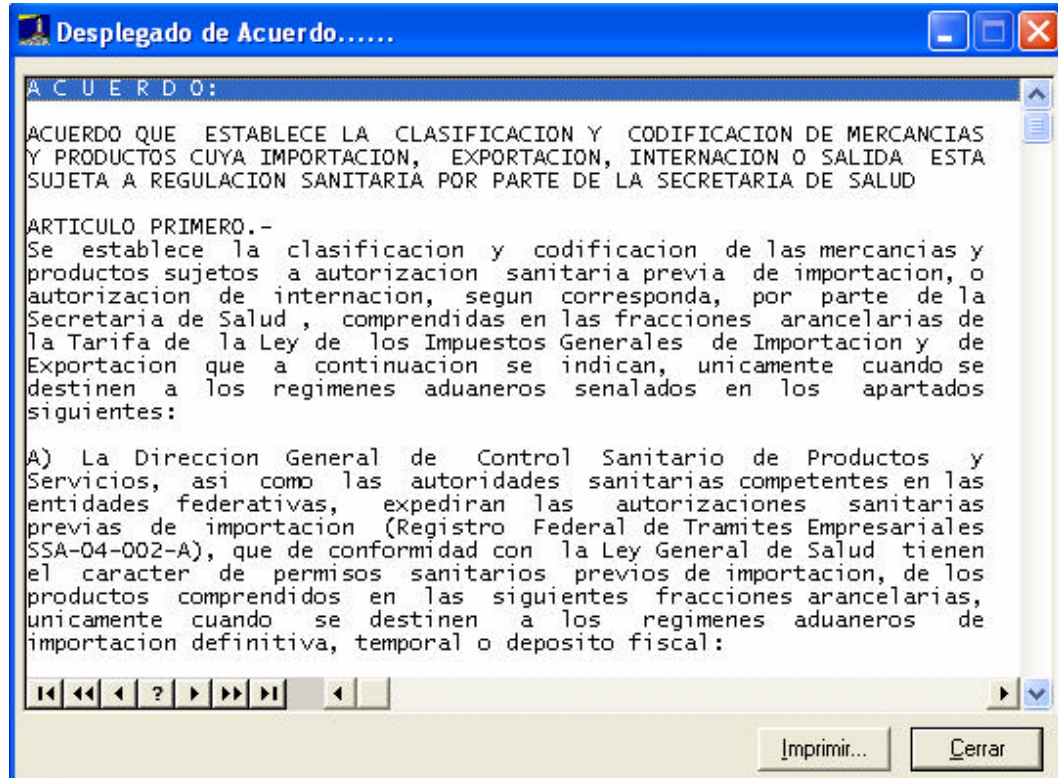 Desplegado de Acuerdo......
A C U E R D O:
ACUERDO QUE ESTABLECE LA CLASIFICACION Y CODIFICACION DE MERCANCIAS
Y PRODUCTOS CUYA IMPORTACION, EXPORTACION, INTERNACION O SALIDA ESTA
SUJETA A REGULACION SANITARIA POR PARTE DE LA SECRETARIA DE SALUD
ARTICULO PRIMERO.-
Se establece la clasificacion y codificacion de las mercancias y
productos sujetos a autorizacion sanitaria previa de importacion, o
autorizacion de internacion, segun corresponda, por parte de la
Secretaria de Salud , comprendidas en las fracciones arancelarias de
la Tarifa de la Ley de los Impuestos Generales de Importacion y de
Exportacion que a continuacion se indican, unicamente cuando se
destinen a los regimenes aduaneros senalados en los apartados
siguientes:
A) La Direccion General de Control Sanitario de Productos y
Servicios, asi como las autoridades sanitarias competentes en las
entidades federativas, expediran las autorizaciones sanitarias
previas de importacion (Registro Federal de Tramites Empresariales
SSA-04-002-A), que de conformidad con la Ley General de Salud tienen
el caracter de permisos sanitarios previos de importacion, de los
productos comprendidos en las siguientes fracciones arancelarias,
unicamente cuando se destinen a los regimenes aduaneros de
importacion definitiva, temporal o deposito fiscal:
?
Imprimir... Cerrar